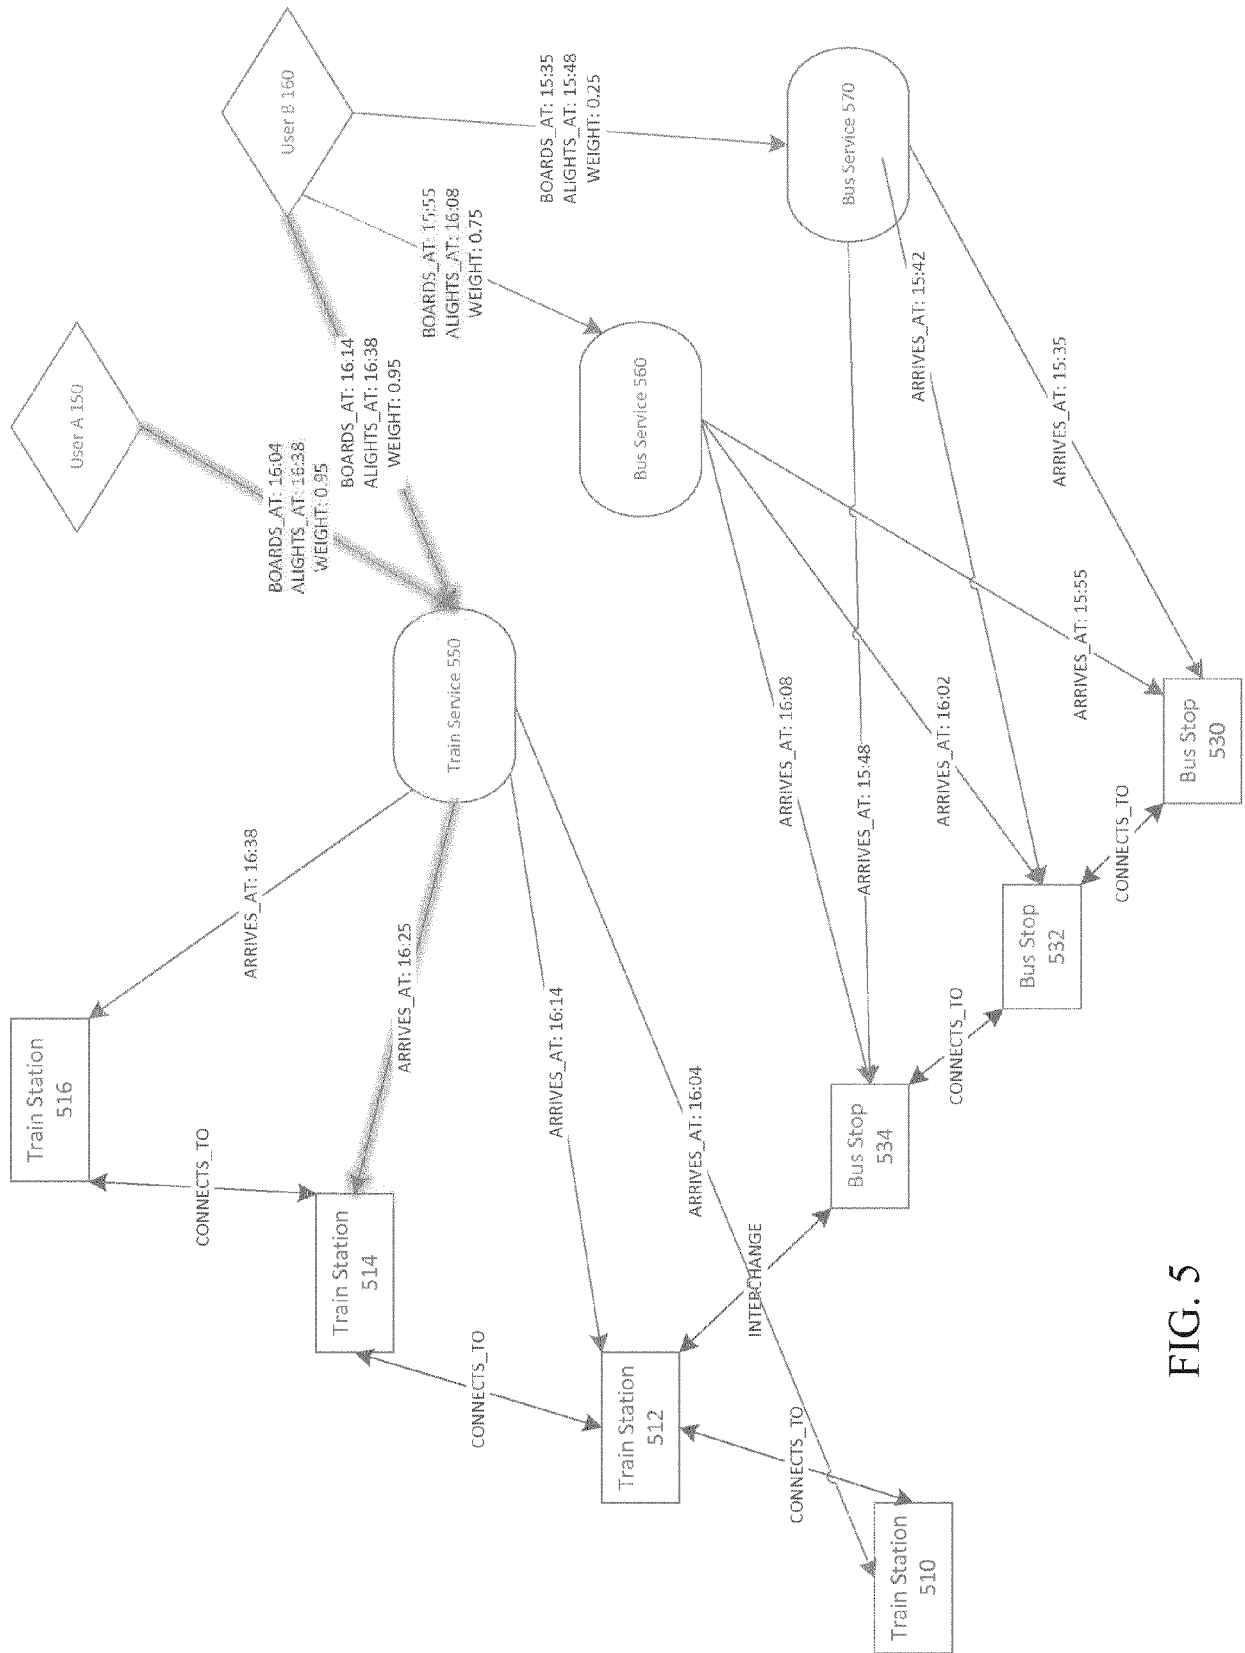 User A 150
User B 160
BOARDS_AT: 16:04
ALIGHTS_AT: 16:38
WEIGHT: 0.95
BOARDS_AT: 16:14
ALIGHTS_AT: 16:38
WEIGHT: 0.95
BOARDS_AT: 15:55
ALIGHTS_AT: 16:08
WEIGHT: 0.75
BOARDS_AT: 15:35
ALIGHTS_AT: 15:48
WEIGHT: 0.25
Train Service 550
Bus Service 560
Bus Service 570
ARRIVES_AT: 16:38
ARRIVES_AT: 16:25
ARRIVES_AT: 16:14
ARRIVES_AT: 16:04
ARRIVES_AT: 16:08
ARRIVES_AT: 15:48
ARRIVES_AT: 16:02
ARRIVES_AT: 15:42
ARRIVES_AT: 15:55
ARRIVES_AT: 15:35
Train Station
516
CONNECTS_TO
Train Station
514
CONNECTS_TO
Train Station
512
CONNECTS_TO
Train Station
510
INTERCHANGE
Bus Stop
534
CONNECTS_TO
Bus Stop
532
CONNECTS_TO
Bus Stop
530
FIG. 5